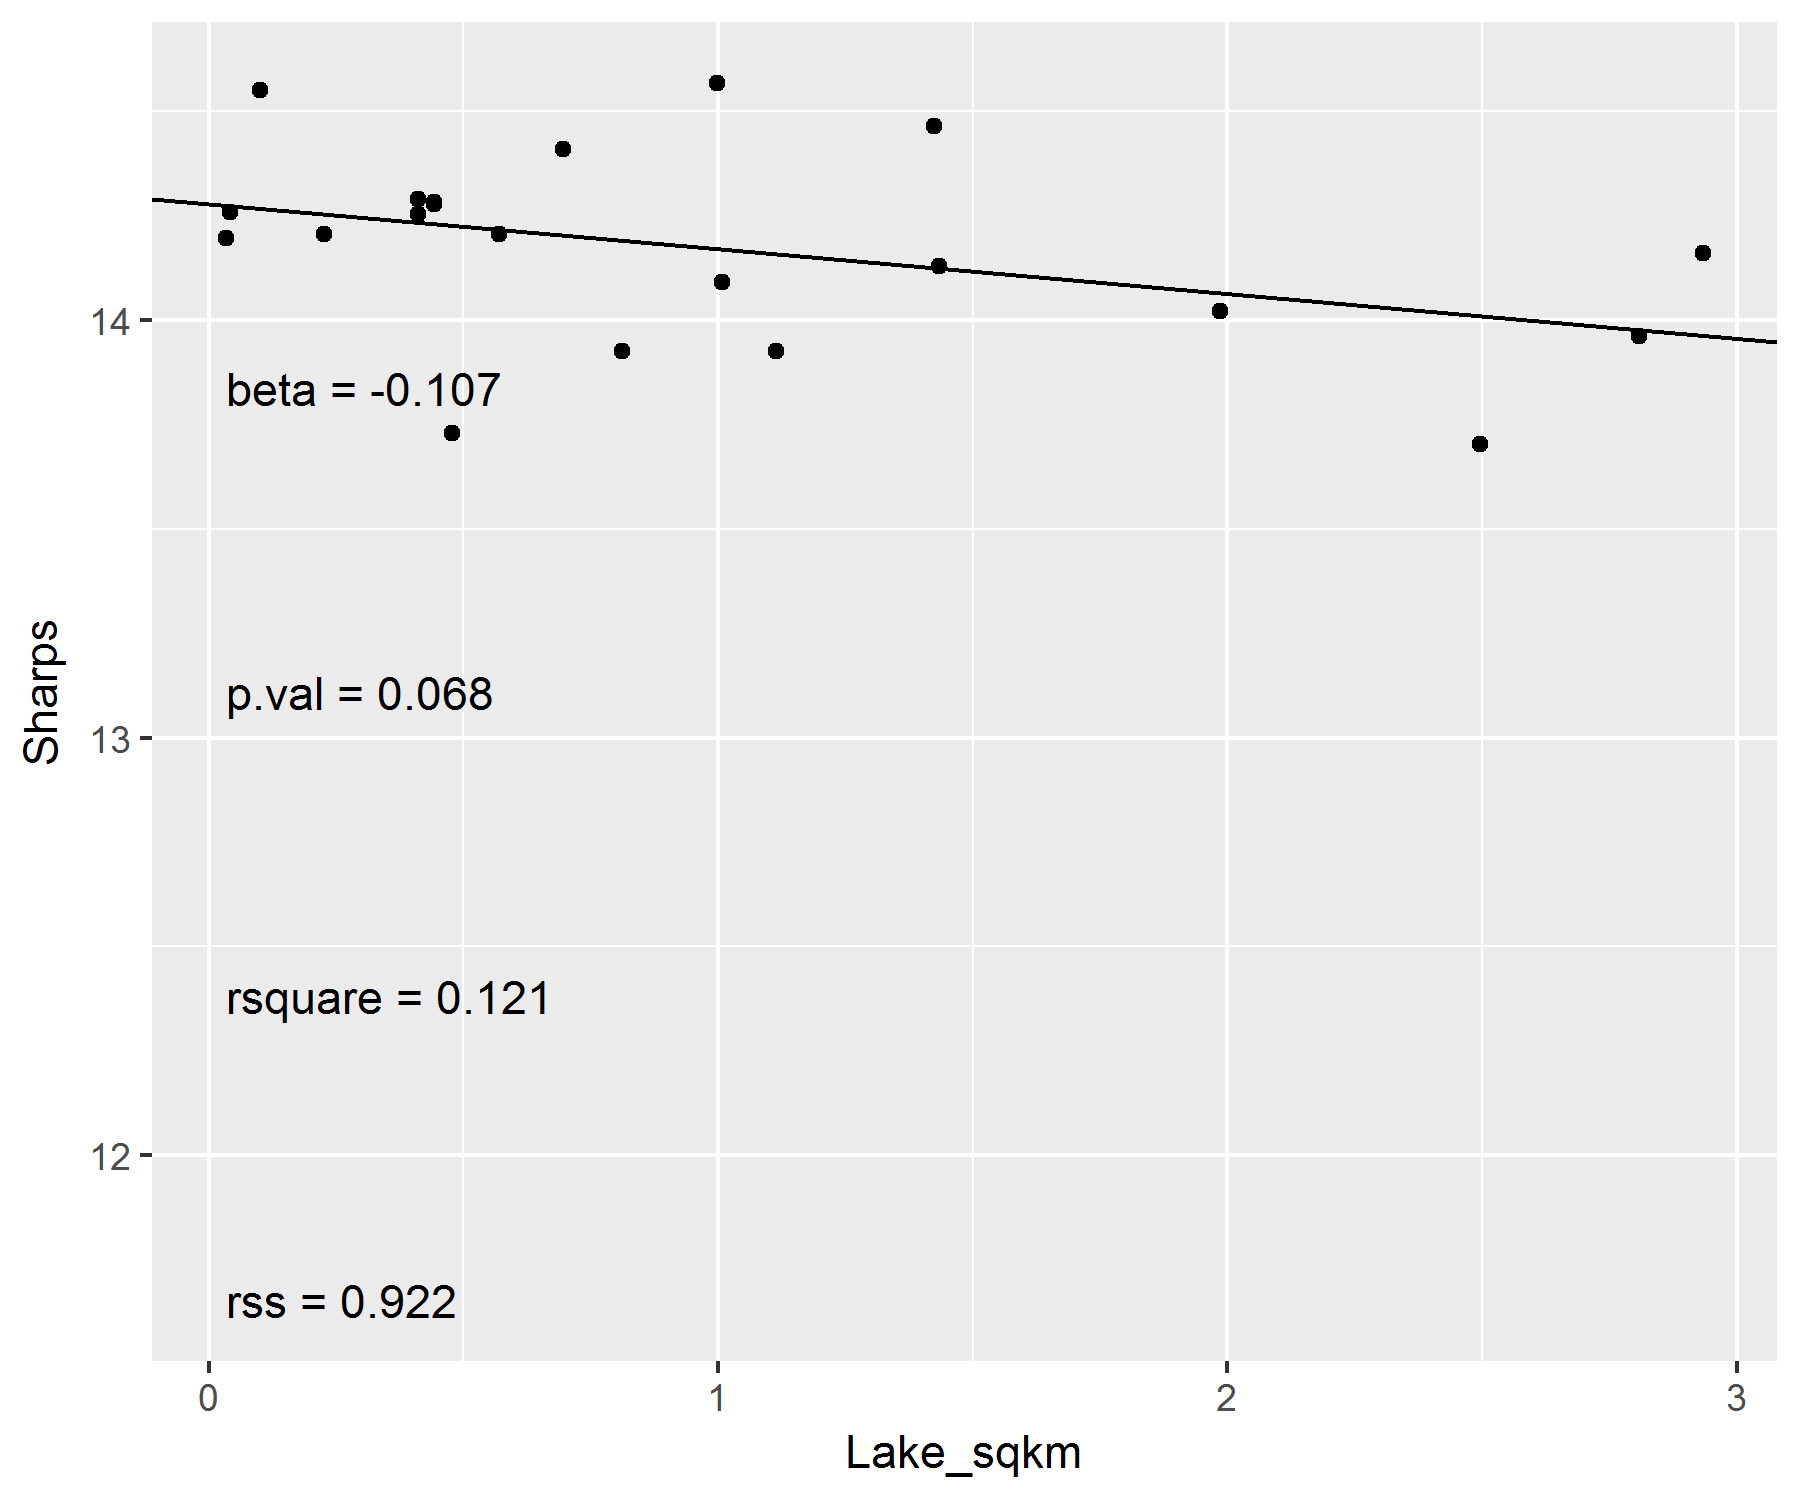 Sharps
14
13
12
beta = -0.107
p.val = 0.068
rsquare = 0.121
rss = 0.922
0 1 2 3
Lake_sqkm